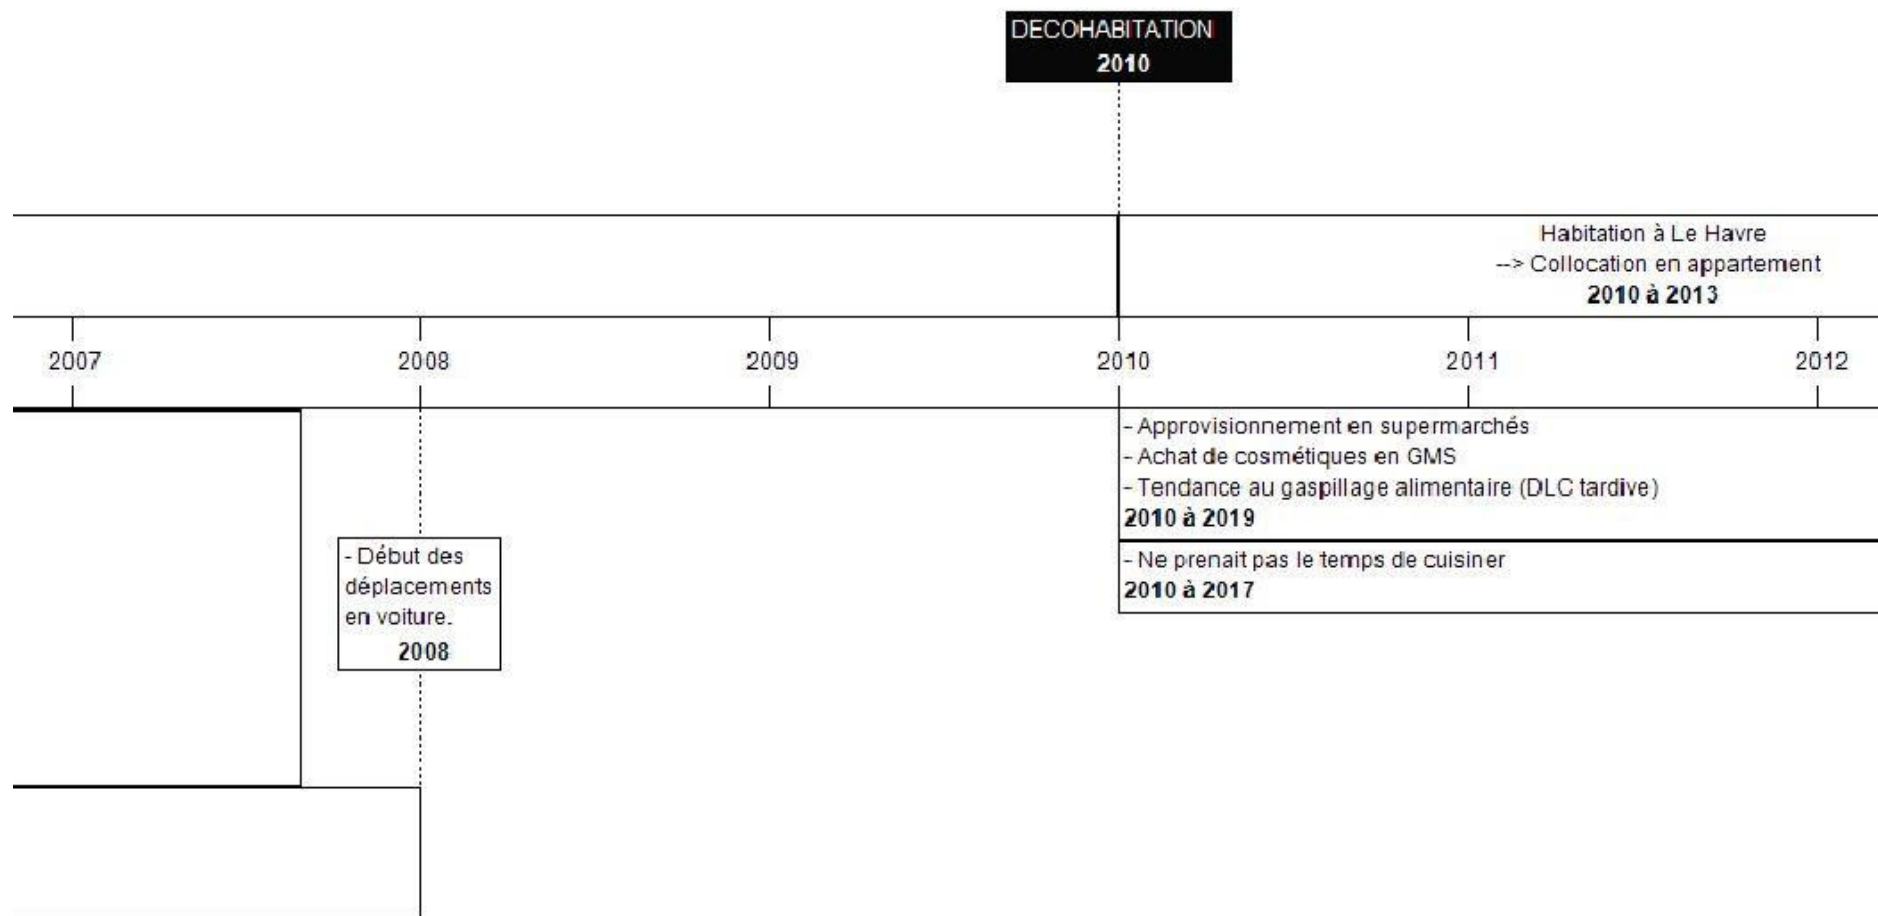 DECOHABITATION
2010
Habitation à Le Havre
--> Collocation en appartement
2010 à 2013
2007 2008 2009 2010 2011 2012
- Approvisionnement en supermarchés
- Achat de cosmétiques en GMS
- Tendance au gaspillage alimentaire (DLC tardive)
2010 à 2019
- Ne prenait pas le temps de cuisiner
2010 à 2017
- Début des
déplacements
en voiture.
2008